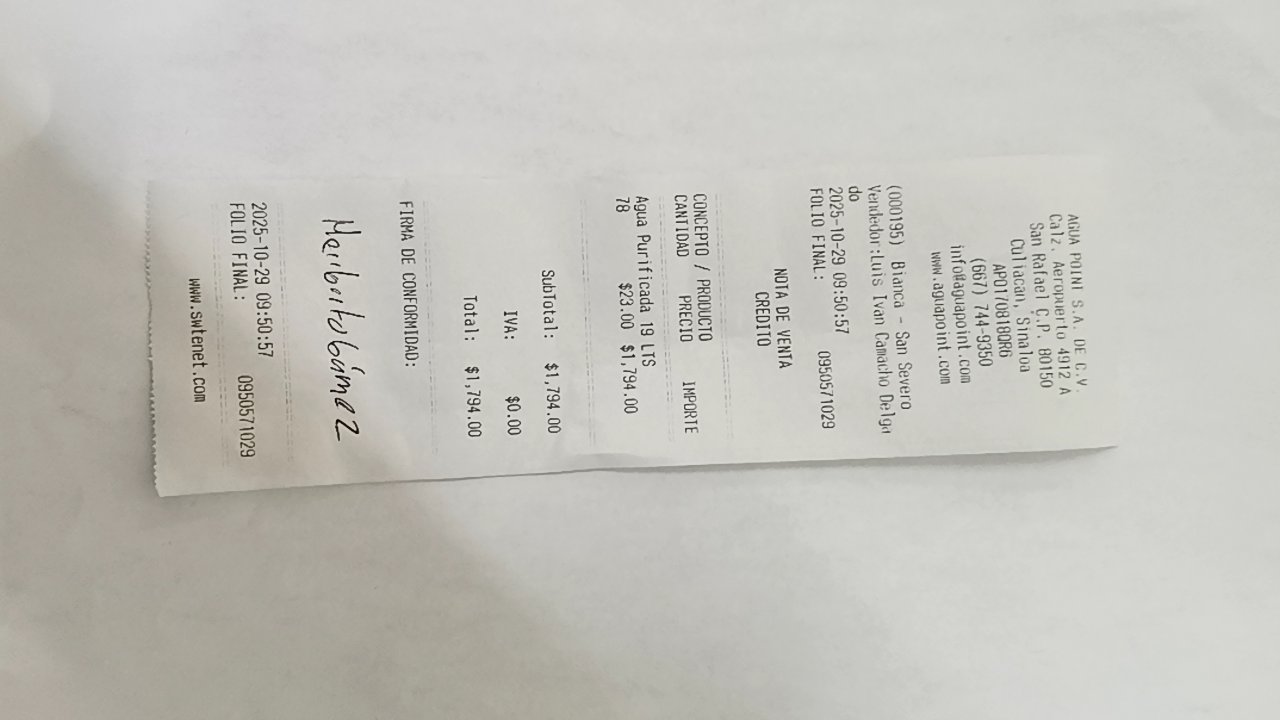 AGUA POINT S.A. DE C.V.
Calz. Aeropuerto 4912 A
San Rafael C.P. 80150
Culiacan, Sinaloa
APO170818QR6
(667) 744-9350
info@aguapoint.com
www.aguapoint.com
(000195) Bianca - San Severo
Vendedor:Luis Ivan Camacho Delga
do
2025-10-29 09:50:57
FOLIO FINAL: 0950571029
NOTA DE VENTA
CREDITO
CONCEPTO / PRODUCTO
CANTIDAD PRECIO IMPORTE
Agua Purificada 19 LTS
78 $23.00 $1,794.00
SubTotal: $1,794.00
IVA: $0.00
Total: $1,794.00
FIRMA DE CONFORMIDAD:
Gámez
2025-10-29 09:50:57
FOLIO FINAL: 0950571029
www.swtenet.com